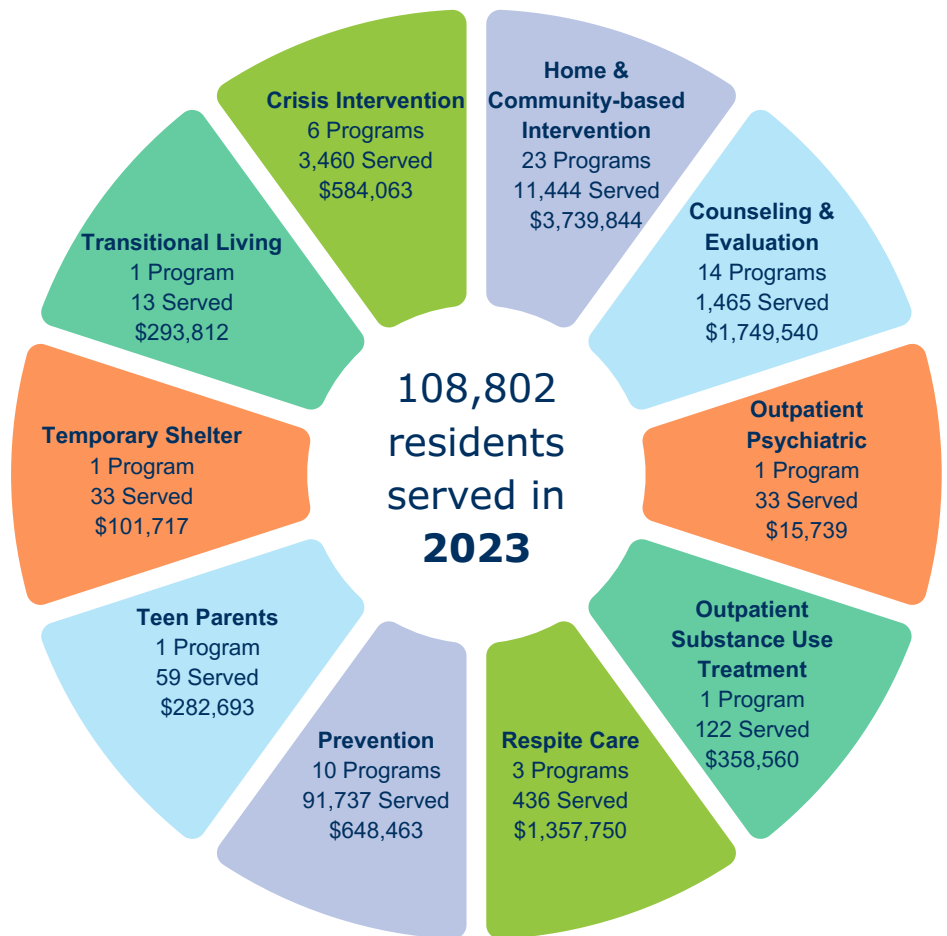 Crisis Intervention
6 Programs
3,460 Served
$584,063
Home &
Community-based
Intervention
23 Programs
11,444 Served
$3,739,844
Counseling &
Evaluation
14 Programs
1,465 Served
$1,749,540
Outpatient
Psychiatric
1 Program
33 Served
$15,739
Outpatient
Substance Use
Treatment
1 Program
122 Served
$358,560
Respite Care
3 Programs
436 Served
$1,357,750
Prevention
10 Programs
91,737 Served
$648,463
Teen Parents
1 Program
59 Served
$282,693
Temporary Shelter
1 Program
33 Served
$101,717
Transitional Living
1 Program
13 Served
$293,812
108,802
residents
served in
2023